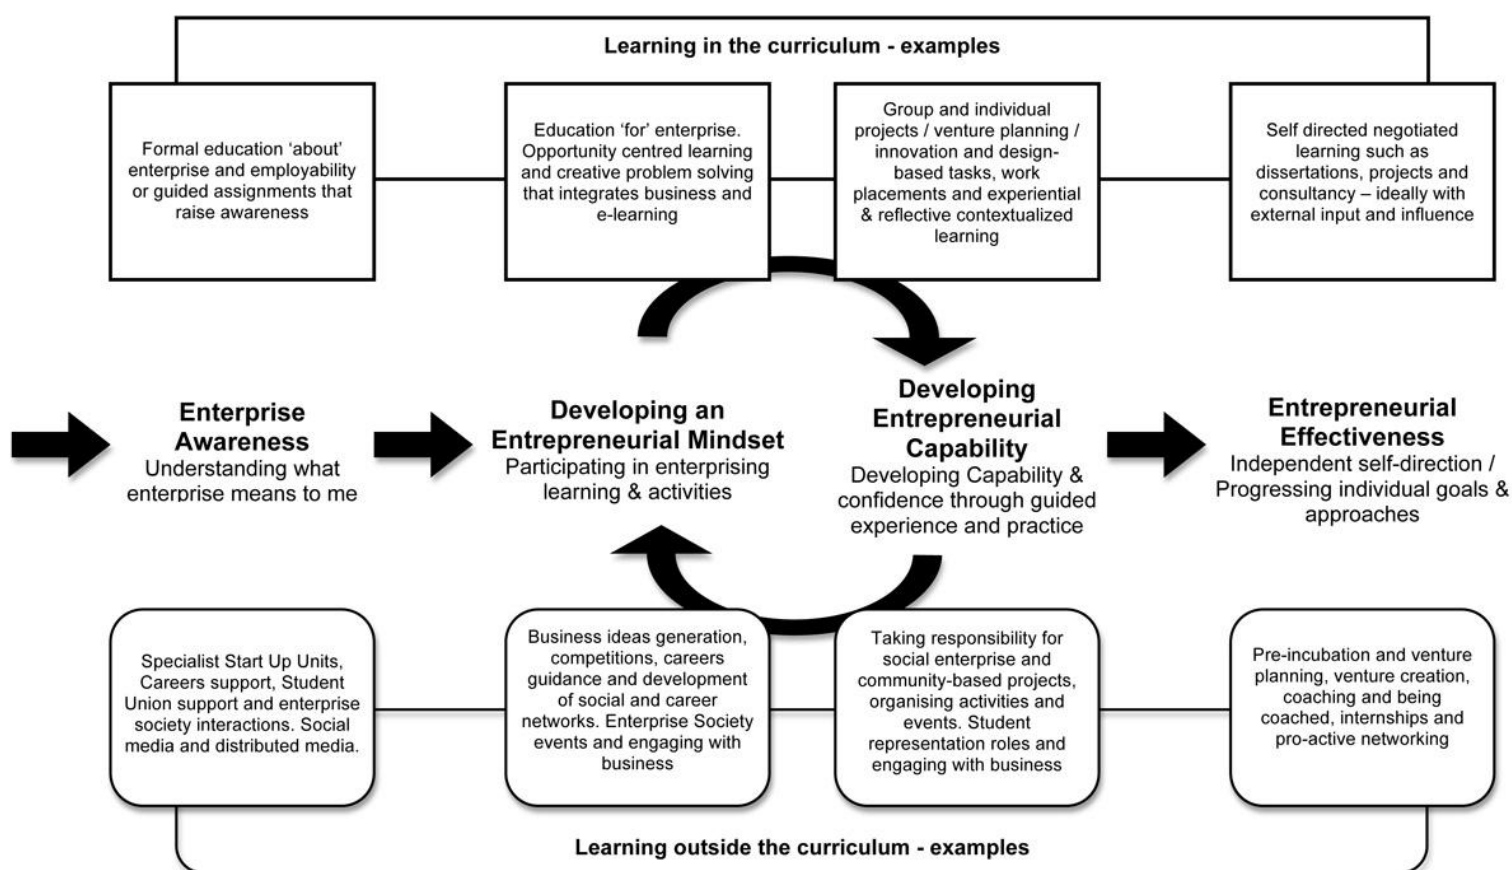 Learning in the curriculum - examples
Formal education ‘about’
enterprise and employability
or guided assignments that
raise awareness
Education ‘for’ enterprise.
Opportunity centred learning
and creative problem solving
that integrates business and
e-learning
Group and individual
projects / venture planning /
innovation and design-
based tasks, work
placements and experiential
& reflective contextualized
learning
Self directed negotiated
learning such as
dissertations, projects and
consultancy – ideally with
external input and influence
Enterprise
Awareness
Understanding what
enterprise means to me
Developing an
Entrepreneurial Mindset
Participating in enterprising
learning & activities
Developing
Entrepreneurial
Capability
Developing Capability &
confidence through guided
experience and practice
Entrepreneurial
Effectiveness
Independent self-direction /
Progressing individual goals &
approaches
Specialist Start Up Units,
Careers support, Student
Union support and enterprise
society interactions. Social
media and distributed media.
Business ideas generation,
competitions, careers
guidance and development
of social and career
networks. Enterprise Society
events and engaging with
business
Taking responsibility for
social enterprise and
community-based projects,
organising activities and
events. Student
representation roles and
engaging with business
Pre-incubation and venture
planning, venture creation,
coaching and being
coached, internships and
pro-active networking
Learning outside the curriculum - examples